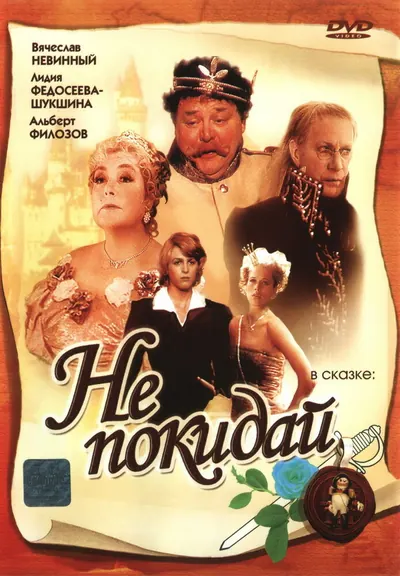 DVD
VIDEO
Вячеслав
НЕВИННЫЙ
Лидия
ФЕДОСЕЕВА-
ШУКШИНА
Альберт
ФИЛОЗОВ
в сказке:
Не
покидай